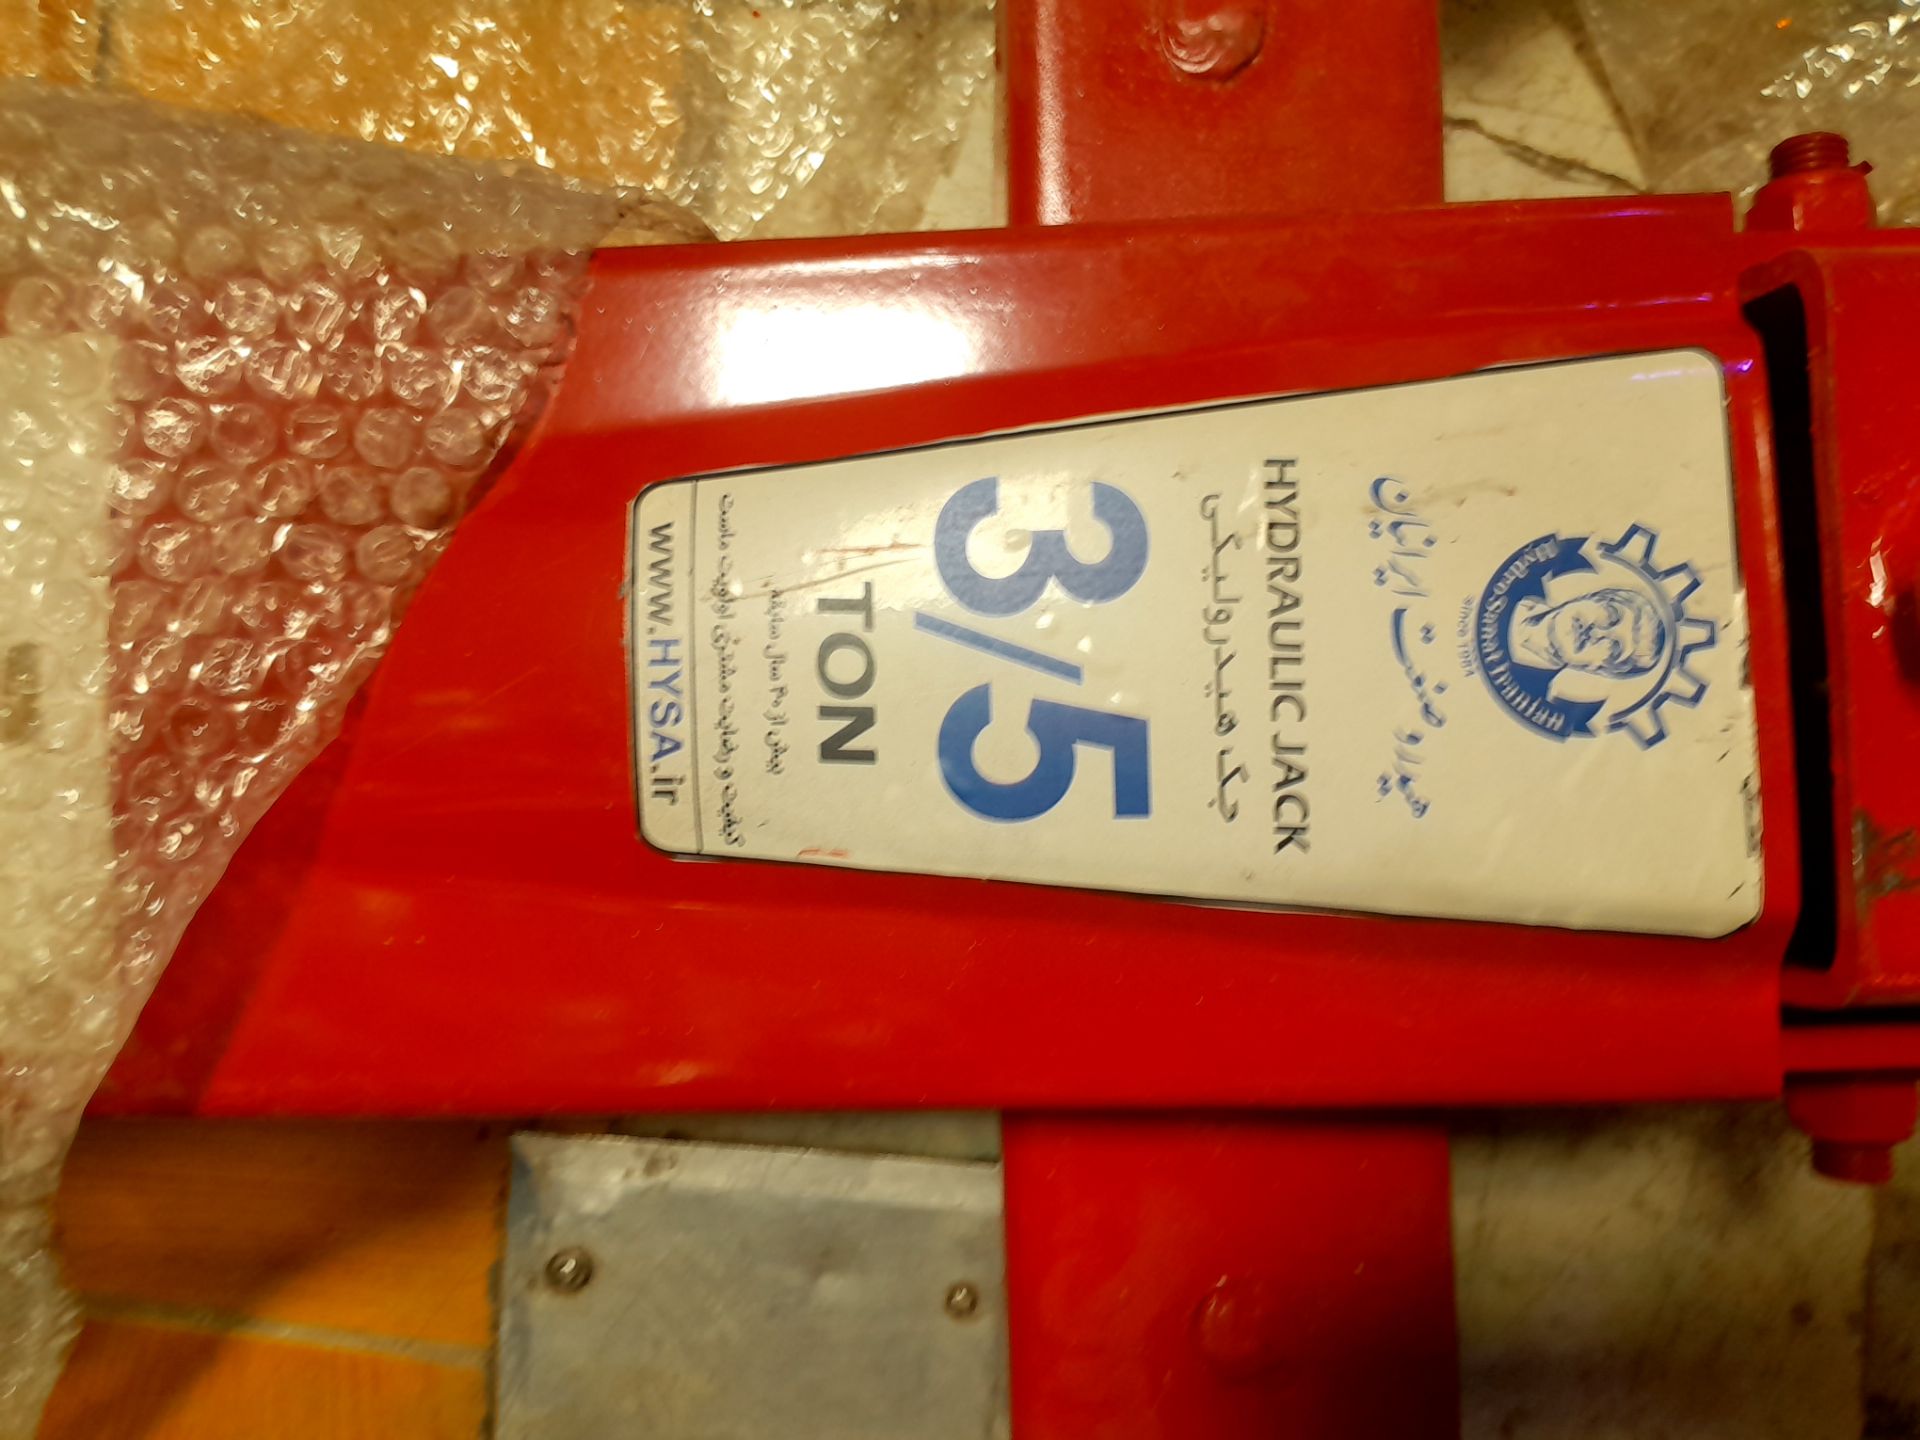 Hydro Sanat Iranian
Since 1984
هیدرو صنعت ایرانیان
HYDRAULIC JACK
جک هیدرولیکی
3/5
TON
بیش از ۳۰ سال سابقه
کیفیت و رضایت مشتری اولویت ماست
www.HYSA.ir